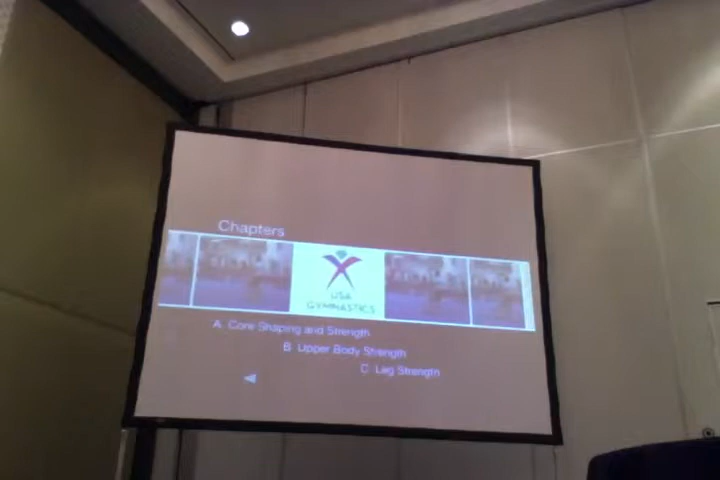 Chapters
USA
GYMNASTICS
A Core Shaping and Strength
B Upper Body Strength
C Leg Strength